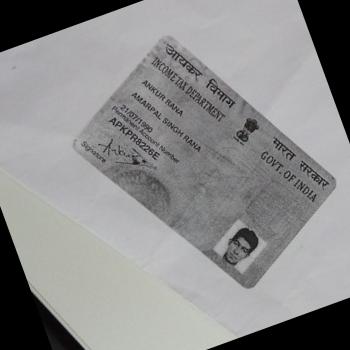 आयकर विभाग
INCOME TAX DEPARTMENT
भारत सरकार
GOVT. OF INDIA
ANKUR RANA
AMARPAL SINGH RANA
21/07/1990
Permanent Account Number
APKPR8226E
Signature